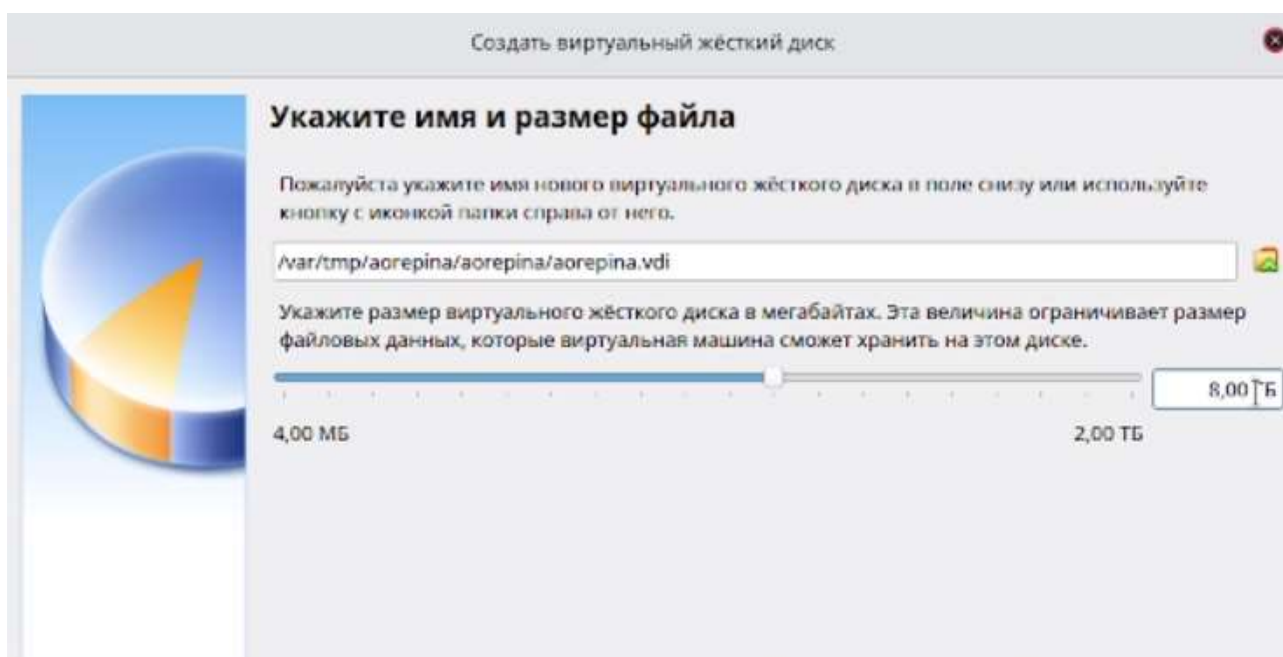 Создать виртуальный жёсткий диск
Укажите имя и размер файла
Пожалуйста укажите имя нового виртуального жёсткого диска в поле снизу или используйте
кнопку с иконкой папки справа от него.
/var/tmp/aorepina/aorepina/aorepina.vdi
Укажите размер виртуального жёсткого диска в мегабайтах. Эта величина ограничивает размер
файловых данных, которые виртуальная машина сможет хранить на этом диске.
8,00 ГБ
4,00 МБ 2,00 ТБ